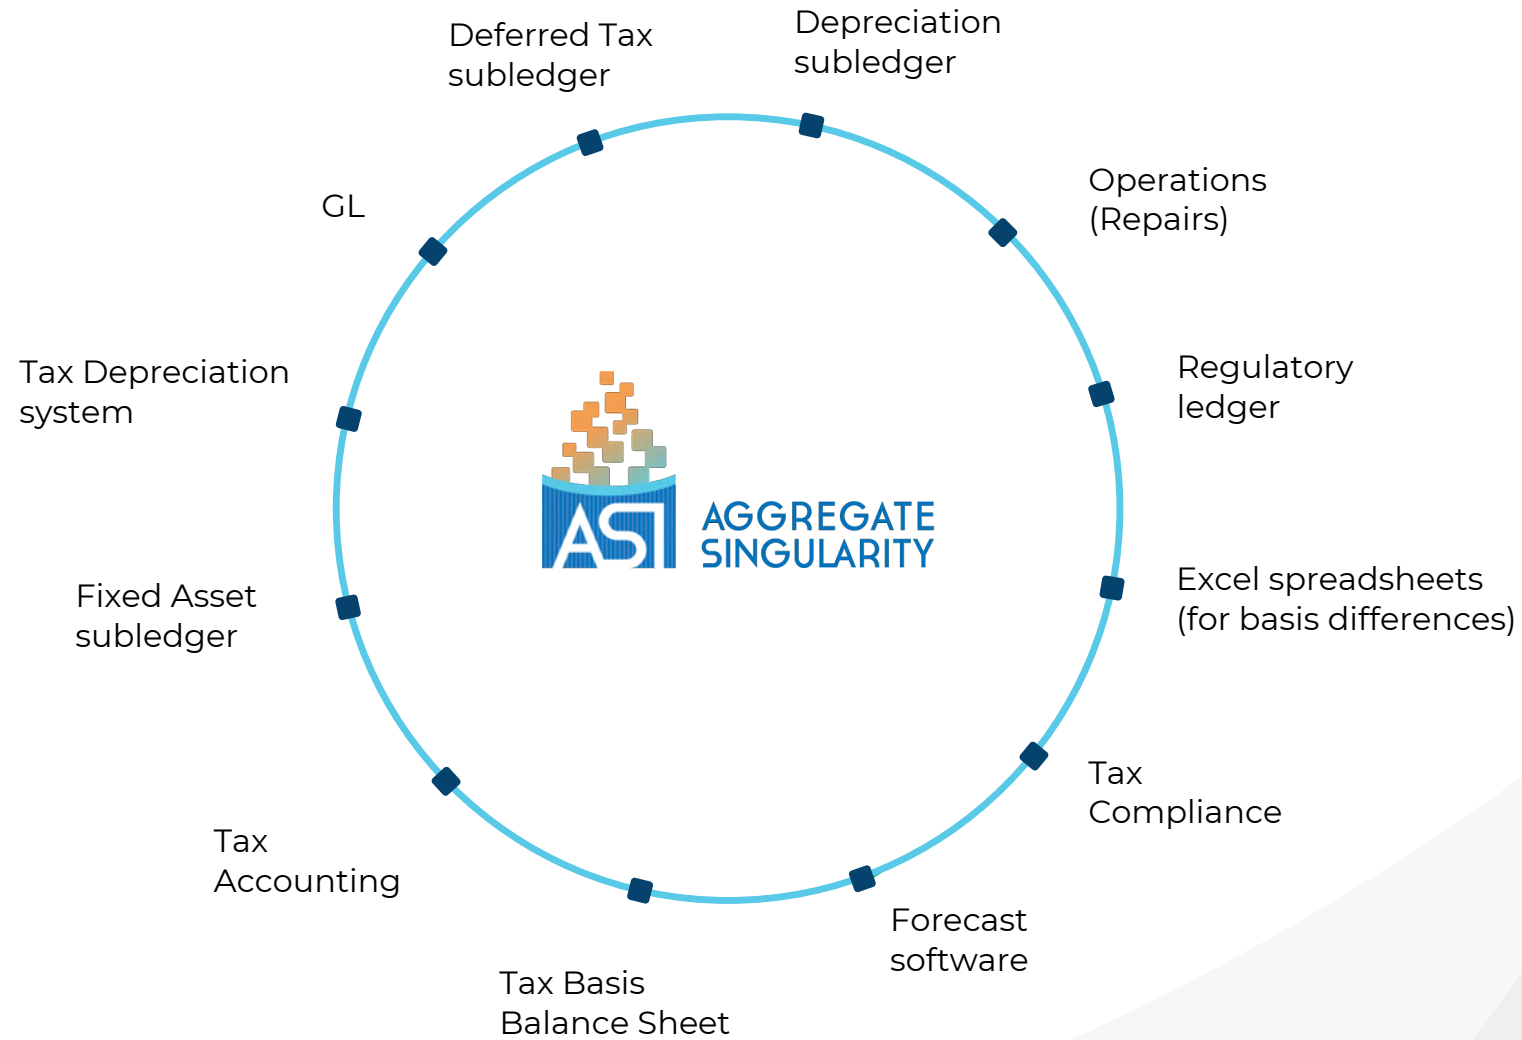 Deferred Tax
subledger
Depreciation
subledger
Operations
(Repairs)
GL
Regulatory
ledger
Tax Depreciation
system
ASI
AGGREGATE
SINGULARITY
Excel spreadsheets
(for basis differences)
Fixed Asset
subledger
Tax
Compliance
Tax
Accounting
Forecast
software
Tax Basis
Balance Sheet